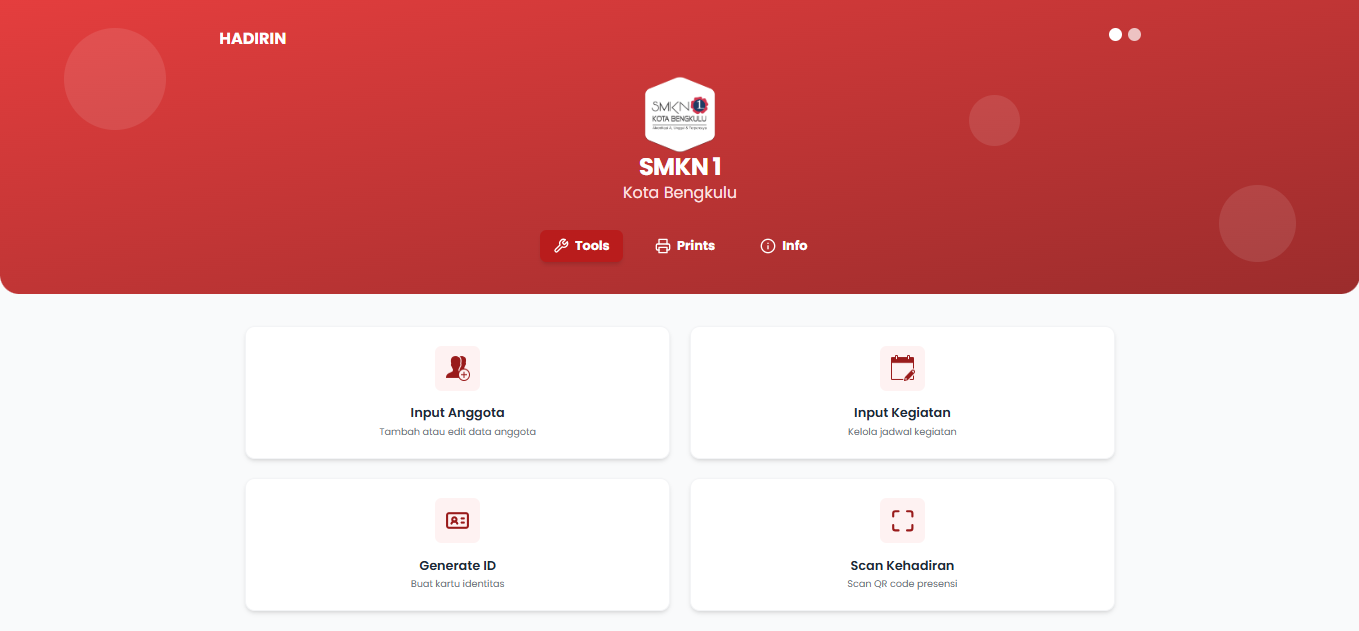 HADIRIN
SMKN 1
KOTA BENGKULU
SMKN 1
Kota Bengkulu
Tools
Prints
Info
Input Anggota
Tambah atau edit data anggota
Input Kegiatan
Kelola jadwal kegiatan
Generate ID
Buat kartu identitas
Scan Kehadiran
Scan QR code presensi